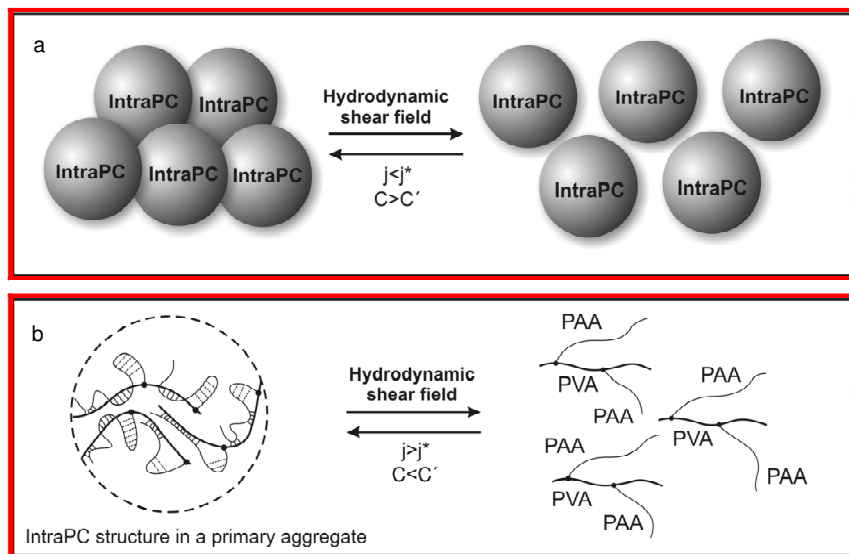 a
IntraPC
IntraPC
IntraPC
IntraPC
IntraPC
Hydrodynamic
shear field
j<j*
C>C´
IntraPC
IntraPC
IntraPC
IntraPC
IntraPC
b
Hydrodynamic
shear field
j>j*
C<C´
PAA
PVA
PAA
PAA
PVA
PAA
PAA
PVA
PAA
IntraPC structure in a primary aggregate